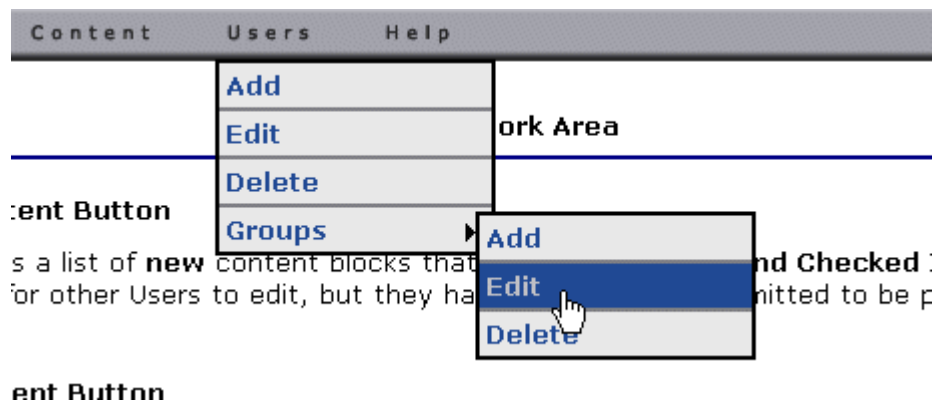 Content Users Help
Add
Edit
Delete
Groups
Add
Edit
Delete
ork Area
tent Button
s a list of new content blocks that nd Checked I
for other Users to edit, but they ha mitted to be p
ent Button